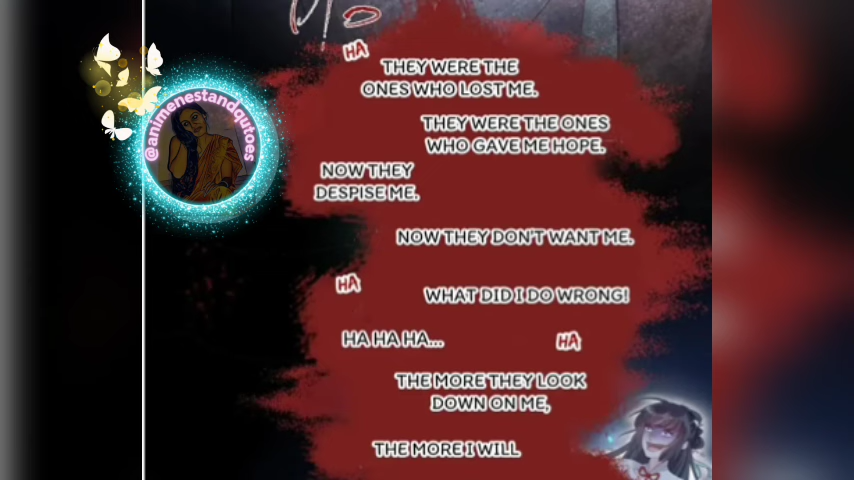 HA
THEY WERE THE
ONES WHO LOST ME.
@animenestandqutoes
THEY WERE THE ONES
WHO GAVE ME HOPE.
NOW THEY
DESPISE ME.
NOW THEY DON'T WANT ME.
HA
WHAT DID I DO WRONG!
HA HA HA...
HA
THE MORE THEY LOOK
DOWN ON ME,
THE MORE I WILL